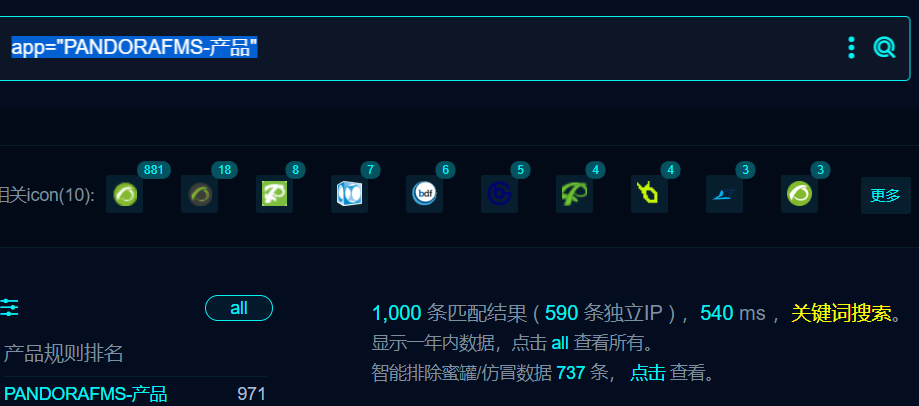 app="PANDORAFMS-产品"
相关icon(10): 881 18 8 7 6 5 4 4 3 3 更多
bdf
all
1,000 条匹配结果 ( 590 条独立IP ) ，540 ms ，关键词搜索。
显示一年内数据，点击 all 查看所有。
产品规则排名
智能排除蜜罐/仿冒数据 737 条， 点击 查看。
PANDORAFMS-产品 971